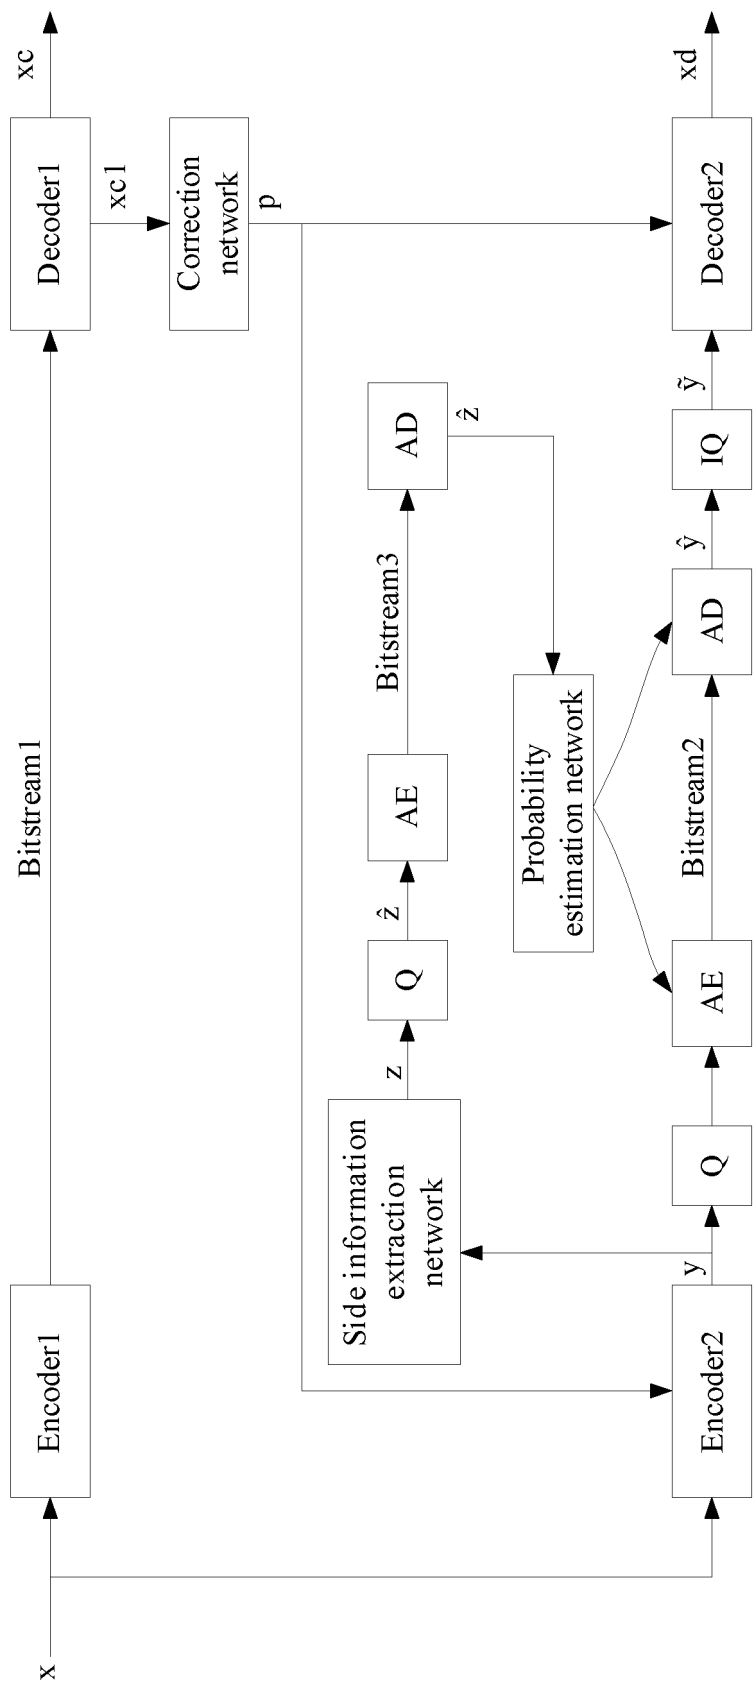 x
Encoder1
Bitstream1
Decoder1
xc
xc1
Correction
network
p
Side information
extraction
network
z
Q
ẑ
AE
Bitstream3
AD
ẑ
Probability
estimation network
Encoder2
y
Q
AE
Bitstream2
AD
ŷ
IQ
ỹ
Decoder2
xd